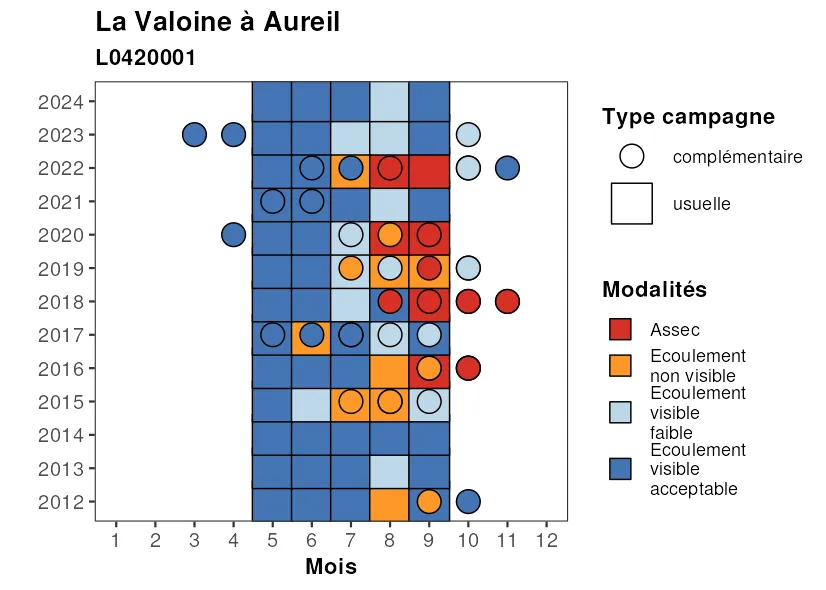 La Valoine à Aureil
L0420001
2024
2023
2022
2021
2020
2019
2018
2017
2016
2015
2014
2013
2012
1 2 3 4 5 6 7 8 9 10 11 12
Mois
Type campagne
complémentaire
usuelle
Modalités
Assec
Ecoulement
non visible
Ecoulement
visible
faible
Ecoulement
visible
acceptable